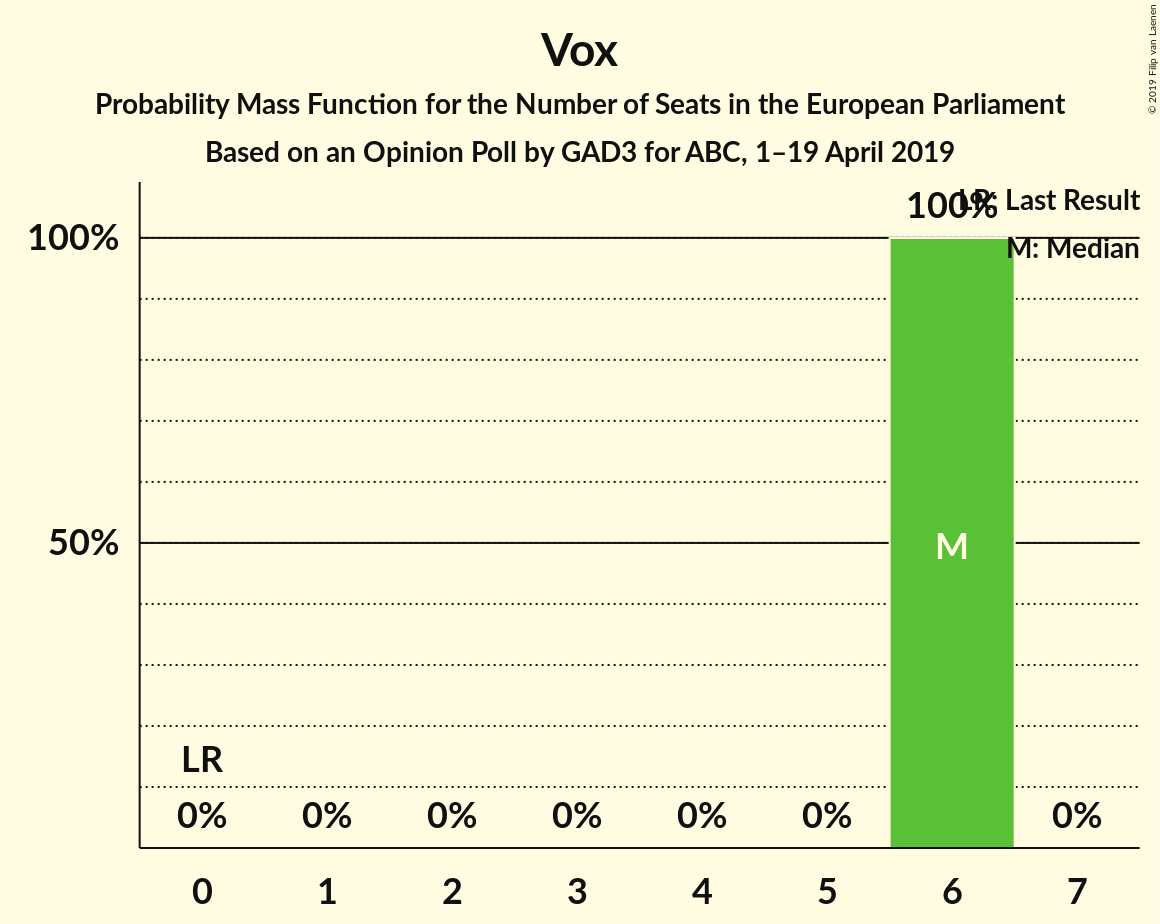 Vox
Probability Mass Function for the Number of Seats in the European Parliament
Based on an Opinion Poll by GAD3 for ABC, 1–19 April 2019
© 2019 Filip van Laenen
LR: Last Result
M: Median
100%
100%
50%
M
LR
0% 0% 0% 0% 0% 0% 0%
0 1 2 3 4 5 6 7